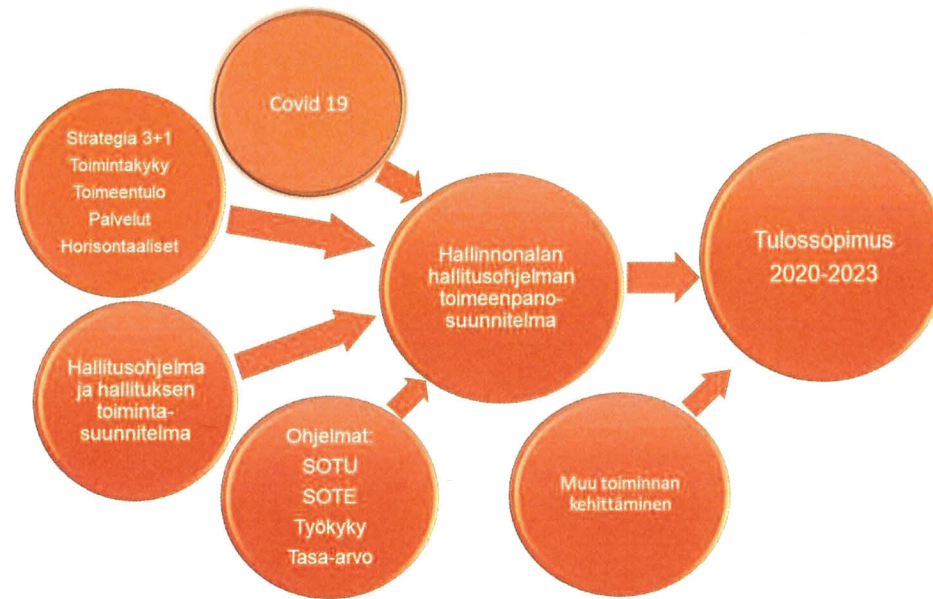 Covid 19
Strategia 3+1
Toimintakyky
Toimeentulo
Palvelut
Horisontaaliset
Hallitusohjelma
ja hallituksen
toiminta-
suunnitelma
Ohjelmat:
SOTU
SOTE
Työkyky
Tasa-arvo
Hallinnonalan
hallitusohjelman
toimeenpano-
suunnitelma
Muu toiminnan
kehittäminen
Tulossopimus
2020-2023